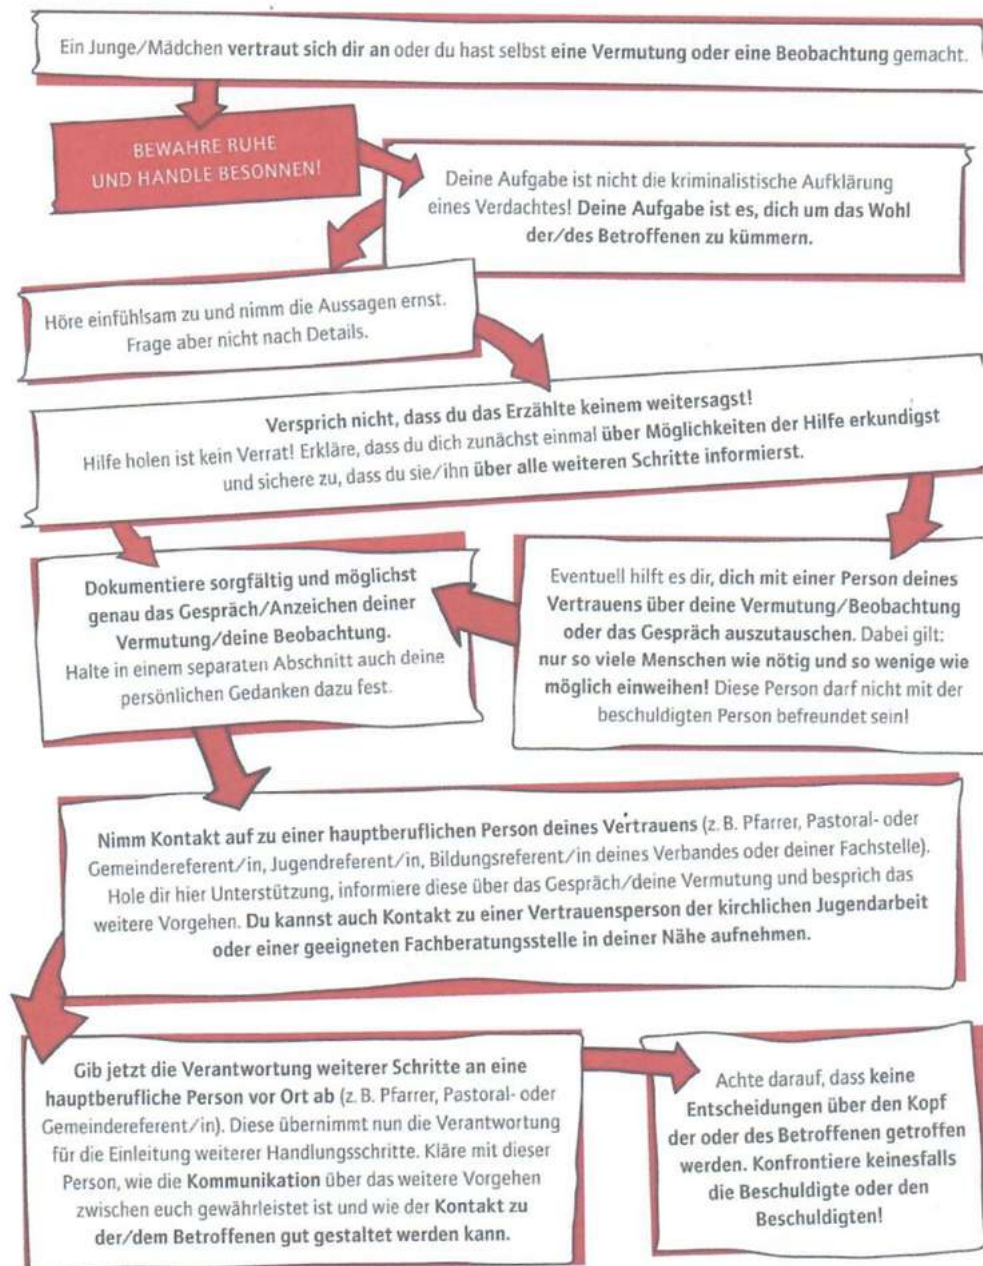 Ein Junge/Mädchen vertraut sich dir an oder du hast selbst eine Vermutung oder eine Beobachtung gemacht.
BEWAHRE RUHE
UND HANDLE BESONNEN!
Deine Aufgabe ist nicht die kriminalistische Aufklärung
eines Verdachtes! Deine Aufgabe ist es, dich um das Wohl
der/des Betroffenen zu kümmern.
Höre einfühlsam zu und nimm die Aussagen ernst.
Frage aber nicht nach Details.
Versprich nicht, dass du das Erzählte keinem weitersagst!
Hilfe holen ist kein Verrat! Erkläre, dass du dich zunächst einmal über Möglichkeiten der Hilfe erkundigst
und sichere zu, dass du sie/ihn über alle weiteren Schritte informierst.
Eventuell hilft es dir, dich mit einer Person deines
Vertrauens über deine Vermutung/Beobachtung
oder das Gespräch auszutauschen. Dabei gilt:
nur so viele Menschen wie nötig und so wenige wie
möglich einweihen! Diese Person darf nicht mit der
beschuldigten Person befreundet sein!
Dokumentiere sorgfältig und möglichst
genau das Gespräch/Anzeichen deiner
Vermutung/deine Beobachtung.
Halte in einem separaten Abschnitt auch deine
persönlichen Gedanken dazu fest.
Nimm Kontakt auf zu einer hauptberuflichen Person deines Vertrauens (z. B. Pfarrer, Pastoral- oder
Gemeindereferent/in, Jugendreferent/in, Bildungsreferent/in deines Verbandes oder deiner Fachstelle).
Hole dir hier Unterstützung, informiere diese über das Gespräch/deine Vermutung und besprich das
weitere Vorgehen. Du kannst auch Kontakt zu einer Vertrauensperson der kirchlichen Jugendarbeit
oder einer geeigneten Fachberatungsstelle in deiner Nähe aufnehmen.
Gib jetzt die Verantwortung weiterer Schritte an eine
hauptberufliche Person vor Ort ab (z. B. Pfarrer, Pastoral- oder
Gemeindereferent/in). Diese übernimmt nun die Verantwortung
für die Einleitung weiterer Handlungsschritte. Kläre mit dieser
Person, wie die Kommunikation über das weitere Vorgehen
zwischen euch gewährleistet ist und wie der Kontakt zu
der/dem Betroffenen gut gestaltet werden kann.
Achte darauf, dass keine
Entscheidungen über den Kopf
der oder des Betroffenen getroffen
werden. Konfrontiere keinesfalls
die Beschuldigte oder den
Beschuldigten!